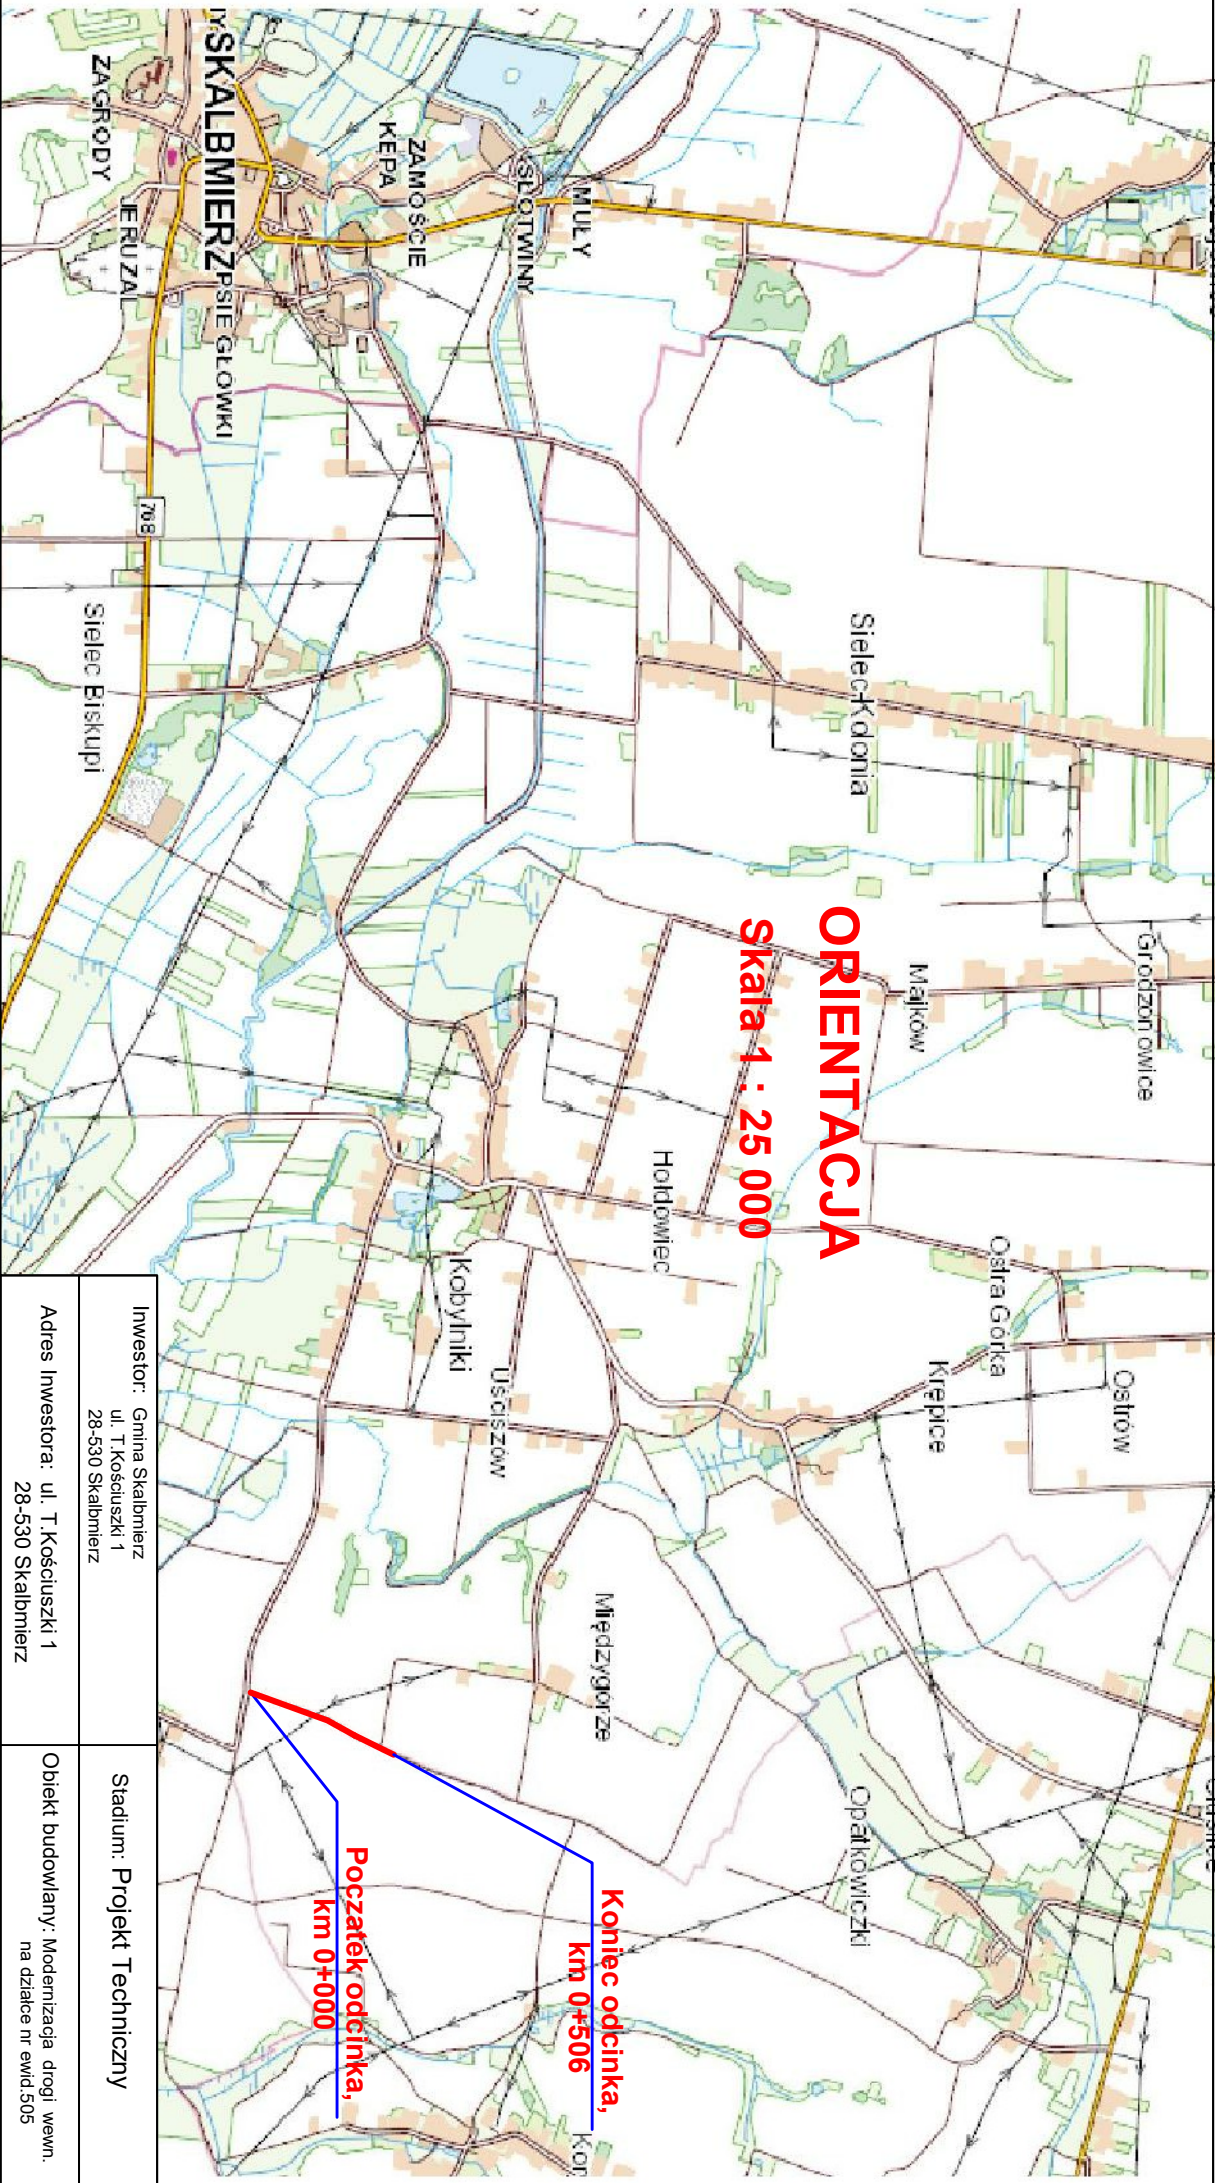 ORIENTACJA
Skala 1 : 25 000
SKALBMIERZ
ZAGRODY
JERUZAL
PSIE GŁÓWKI
KĘPA
ZAMOŚCIE
SŁOTWINY
MUŁY
768
Sielec Biskupi
Sielec-Kolonia
Grodzonowice
Majków
Hołdowiec
Ostra Górka
Ostrów
Krępice
Kobylniki
Uściszów
Międzygórze
Opatkowiczki
Kor
Koniec odcinka,
km 0+506
Początek odcinka,
km 0+000
Inwestor: Gmina Skalbmierz
ul. T.Kościuszki 1
28-530 Skalbmierz
Stadium: Projekt Techniczny
Adres Inwestora: ul. T.Kościuszki 1
28-530 Skalbmierz
Obiekt budowlany: Modernizacja drogi wewn.
na działce nr ewid.505